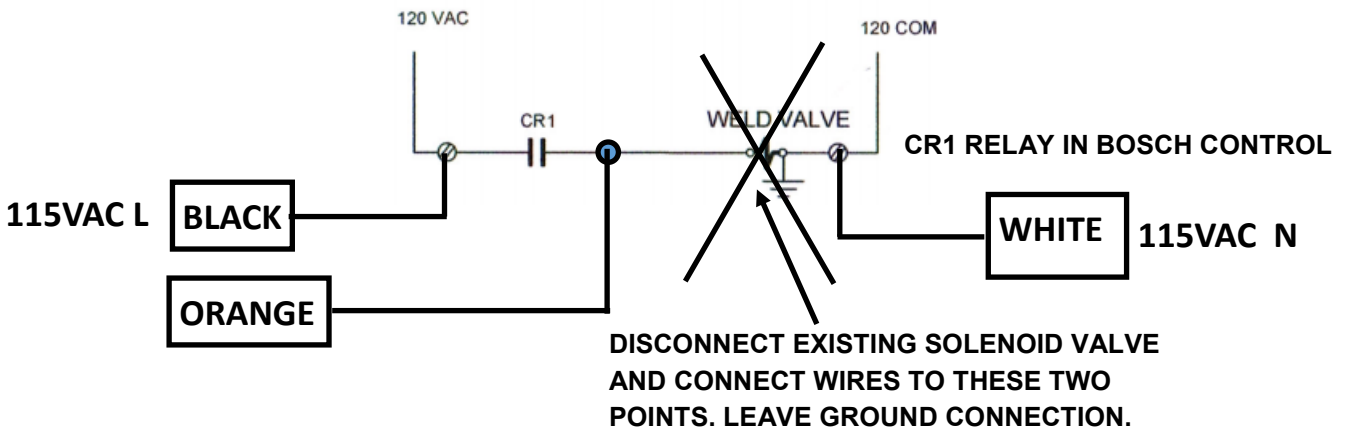 120 VAC
120 COM
CR1
WELD VALVE
CR1 RELAY IN BOSCH CONTROL
115VAC L
BLACK
WHITE
115VAC N
ORANGE
DISCONNECT EXISTING SOLENOID VALVE
AND CONNECT WIRES TO THESE TWO
POINTS. LEAVE GROUND CONNECTION.